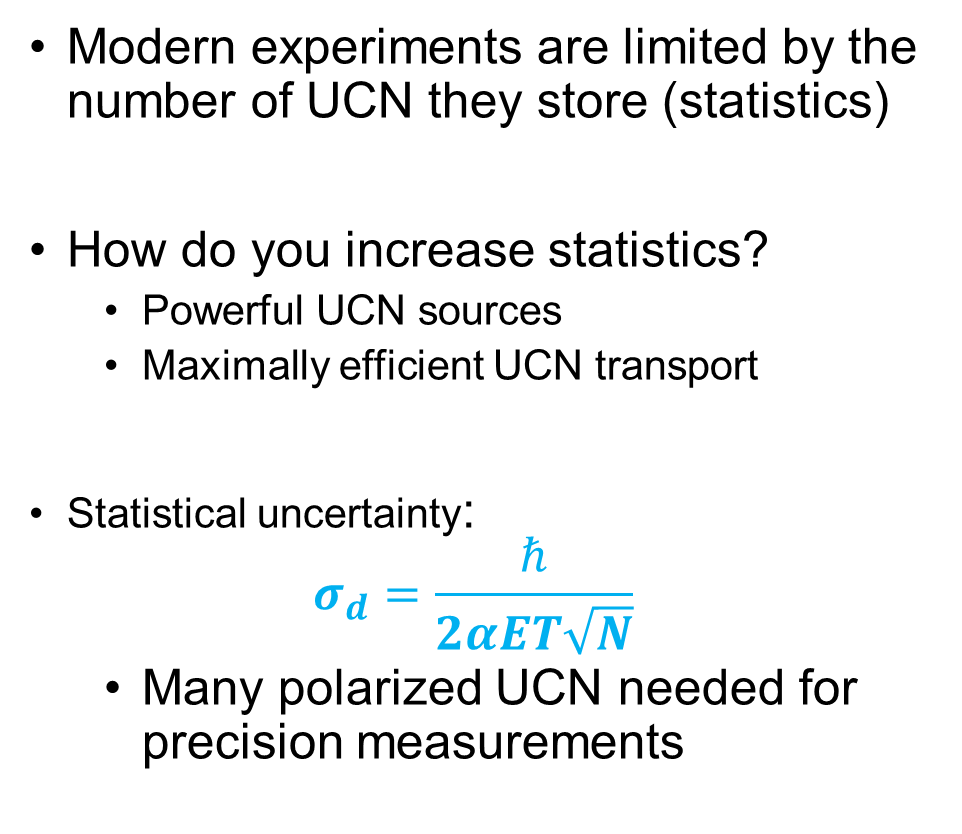 • Modern experiments are limited by the
number of UCN they store (statistics)
• How do you increase statistics?
• Powerful UCN sources
• Maximally efficient UCN transport
• Statistical uncertainty:
σ_d = ħ / (2αET√N)
• Many polarized UCN needed for
precision measurements